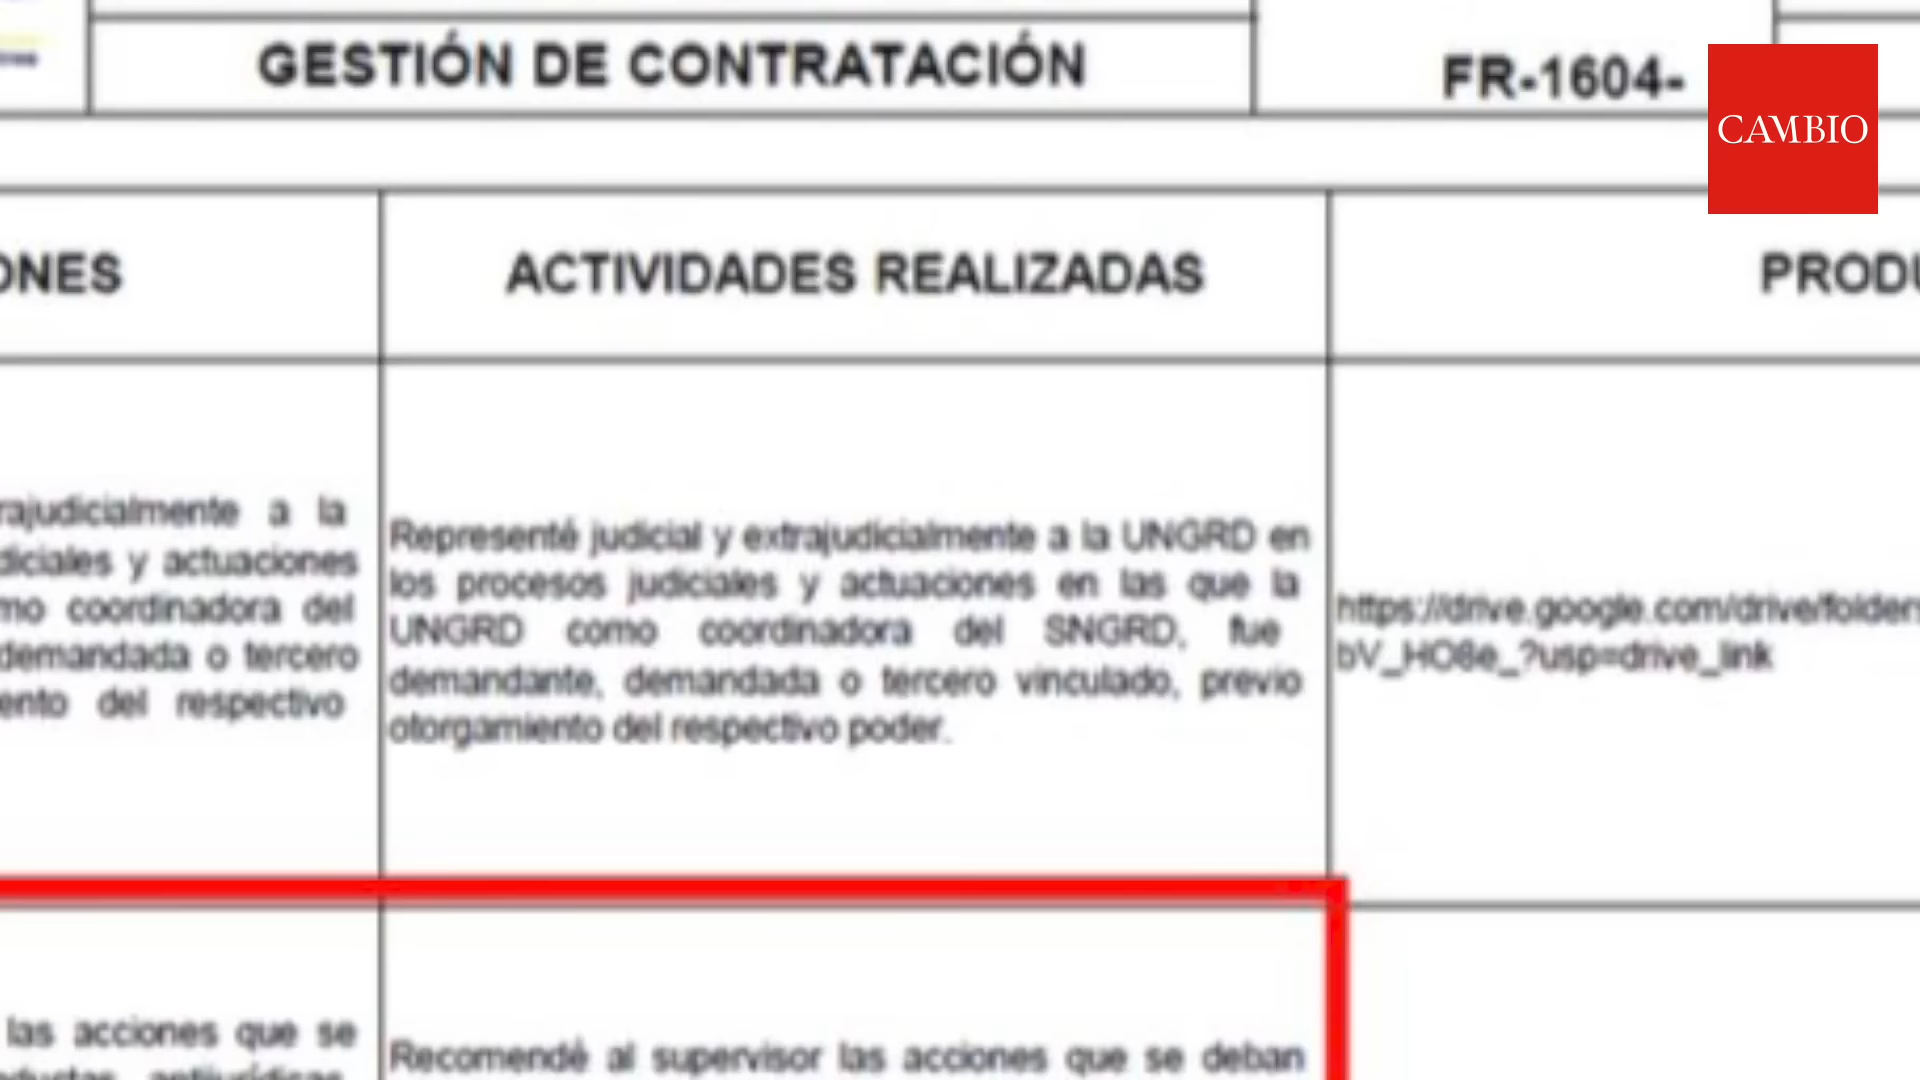 GESTIÓN DE CONTRATACIÓN
FR-1604-
CAMBIO
ONES
ACTIVIDADES REALIZADAS
PRODU
rajudicialmente a la
diciales y actuaciones
mo coordinadora del
demandada o tercero
ento del respectivo
Representé judicial y extrajudicialmente a la UNGRD en
los procesos judiciales y actuaciones en las que la
UNGRD como coordinadora del SNGRD, fue
demandante, demandada o tercero vinculado, previo
otorgamiento del respectivo poder.
https://drive.google.com/drive/folders
bV_HO8e_?usp=drive_link
las acciones que se
antijurídicas,
Recomendé al supervisor las acciones que se deban